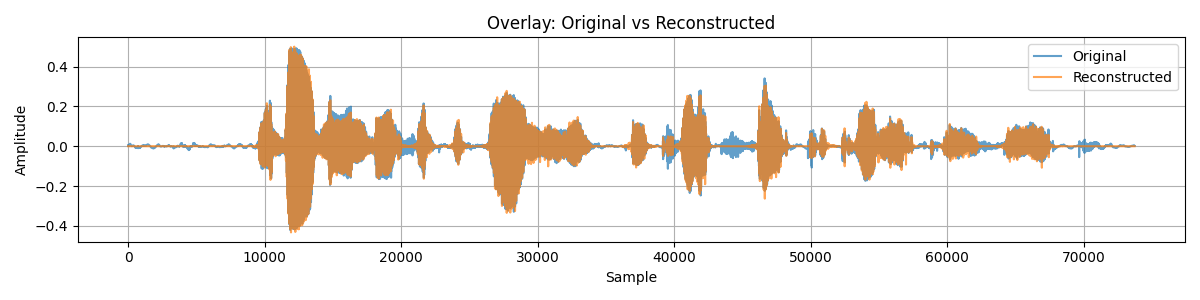 Overlay: Original vs Reconstructed
Original
Reconstructed
Amplitude
0.4
0.2
0.0
−0.2
−0.4
0 10000 20000 30000 40000 50000 60000 70000
Sample